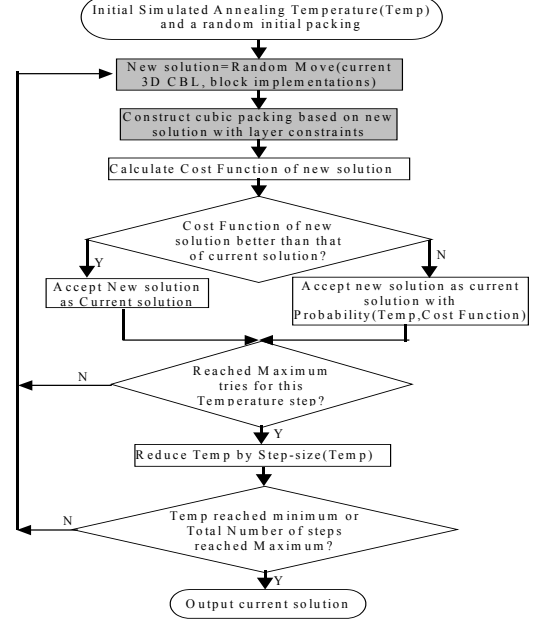 Initial Simulated Annealing Temperature(Temp)
and a random initial packing
New solution=Random Move(current
3D CBL, block implementations)
Construct cubic packing based on new
solution with layer constraints
Calculate Cost Function of new solution
Cost Function of new
solution better than that
of current solution?
Y
N
Accept New solution
as Current solution
Accept new solution as current
solution with
Probability(Temp,Cost Function)
Reached Maximum
tries for this
Temperature step?
N
Y
Reduce Temp by Step-size(Temp)
Temp reached minimum or
Total Number of steps
reached Maximum?
N
Y
Output current solution